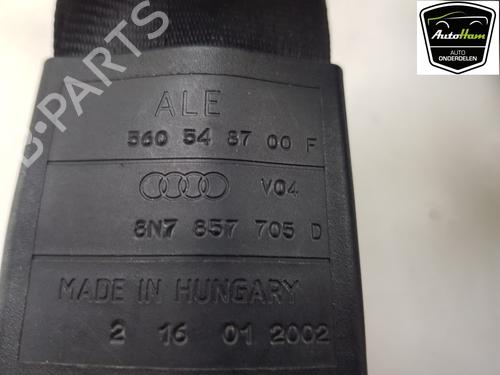 AutoHam
AUTO
ONDERDELEN
B-PARTS
ALE
560 54 87 00 F
V04
8N7 857 705 D
MADE IN HUNGARY
2 16 01 2002